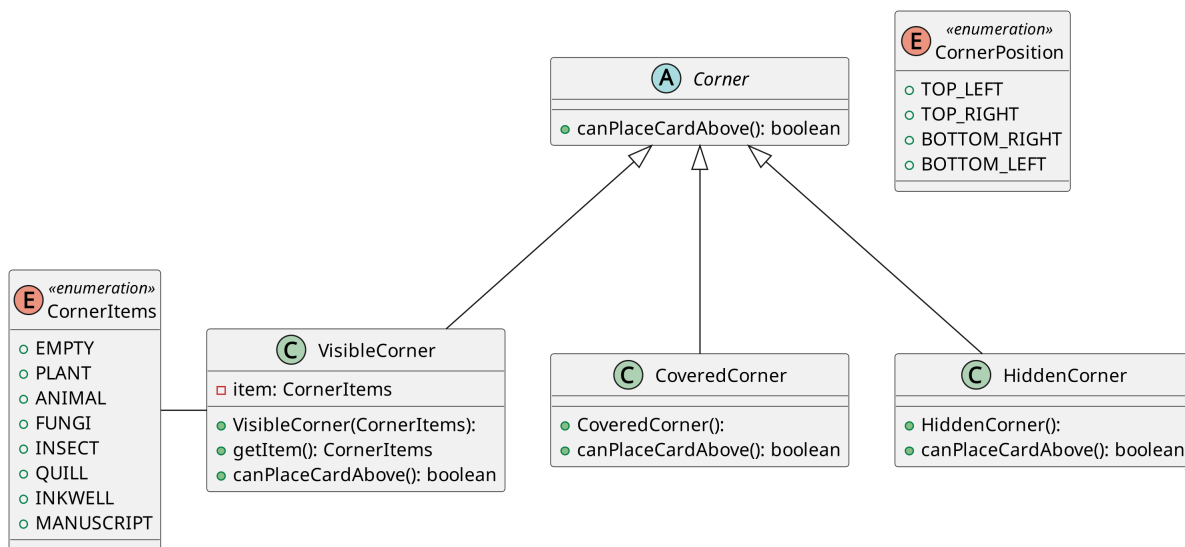 A Corner
+ canPlaceCardAbove(): boolean
E «enumeration»
CornerPosition
TOP_LEFT
TOP_RIGHT
BOTTOM_RIGHT
BOTTOM_LEFT
E «enumeration»
CornerItems
EMPTY
PLANT
ANIMAL
FUNGI
INSECT
QUILL
INKWELL
MANUSCRIPT
C VisibleCorner
item: CornerItems
VisibleCorner(CornerItems):
getItem(): CornerItems
canPlaceCardAbove(): boolean
C CoveredCorner
CoveredCorner():
canPlaceCardAbove(): boolean
C HiddenCorner
HiddenCorner():
canPlaceCardAbove(): boolean